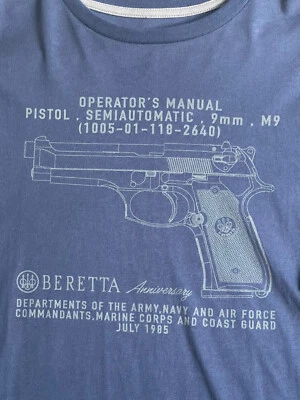 OPERATOR'S MANUAL
PISTOL , SEMIAUTOMATIC , 9mm , M9
(1005-01-118-2640)
BERETTA Anniversary
DEPARTMENTS OF THE ARMY,NAVY AND AIR FORCE
COMMANDANTS,MARINE CORPS AND COAST GUARD
JULY 1985